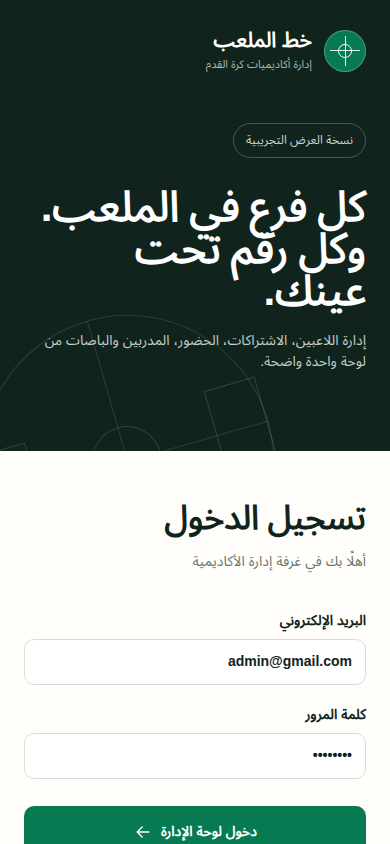 خط الملعب
إدارة أكاديميات كرة القدم
نسخة العرض التجريبية
كل فرع في الملعب.
وكل رقم تحت
عينك.
إدارة اللاعبين، الاشتراكات، الحضور، المدربين والباصات من
لوحة واحدة واضحة.
تسجيل الدخول
أهلًا بك في غرفة إدارة الأكاديمية
البريد الإلكتروني
admin@gmail.com
كلمة المرور
••••••••
دخول لوحة الإدارة ←